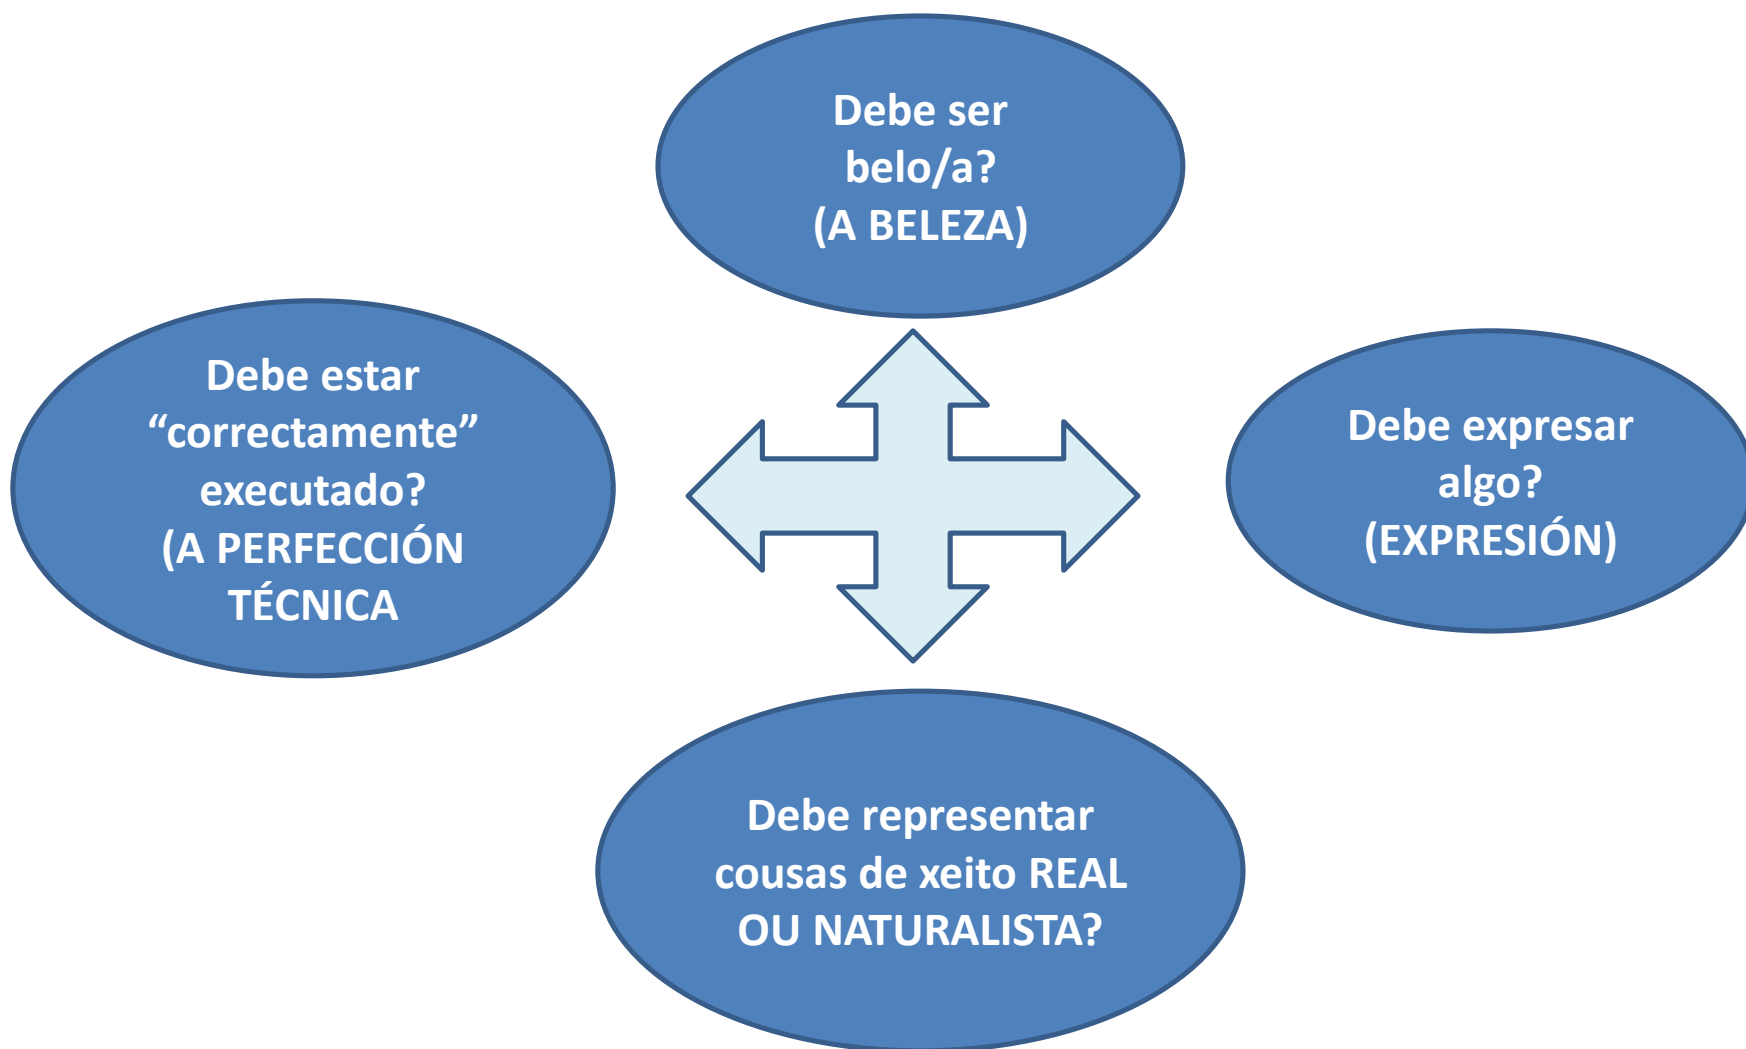 Debe ser
belo/a?
(A BELEZA)
Debe estar
“correctamente”
executado?
(A PERFECCIÓN
TÉCNICA
Debe expresar
algo?
(EXPRESIÓN)
Debe representar
cousas de xeito REAL
OU NATURALISTA?